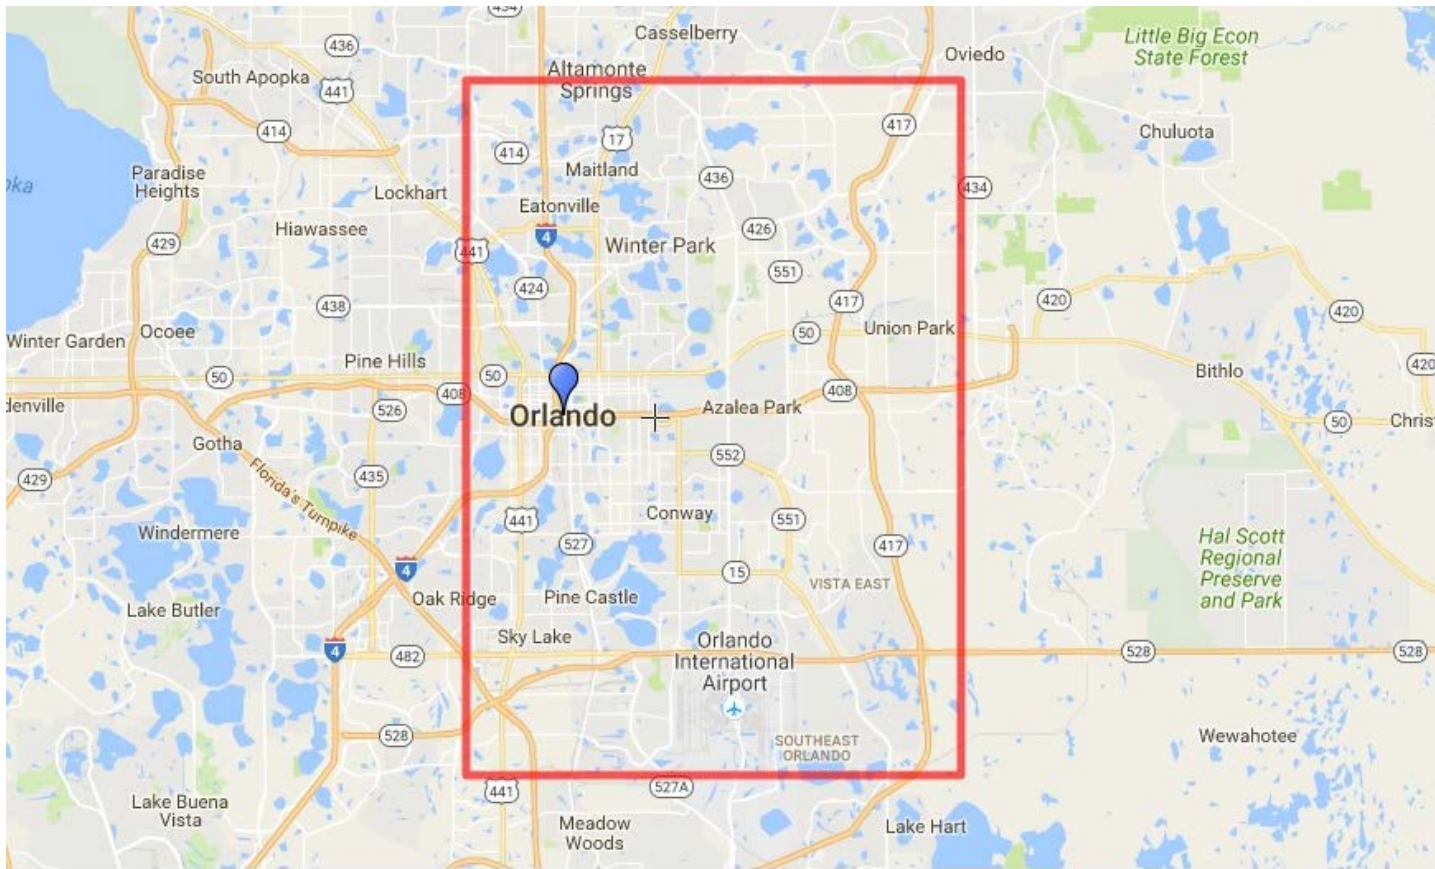 434
Casselberry
436
Oviedo
Little Big Econ
State Forest
South Apopka
Altamonte
Springs
441
417
414
17
Chuluota
414
Maitland
Paradise
Heights
436
434
oka
Lockhart
Eatonville
Hiawassee
426
4
429
Winter Park
441
551
424
438
417
420
420
Ocoee
50
Union Park
Winter Garden
Pine Hills
50
50
420
Bithlo
408
408
denville
526
Orlando
Azalea Park
50
Christ
Gotha
552
435
429
Florida's Turnpike
Conway
441
551
Windermere
527
417
Hal Scott
Regional
Preserve
and Park
4
15
VISTA EAST
Oak Ridge
Pine Castle
Lake Butler
Sky Lake
Orlando
International
Airport
4
482
528
528
528
SOUTHEAST
ORLANDO
Wewahotee
441
527A
Lake Buena
Vista
Meadow
Woods
Lake Hart